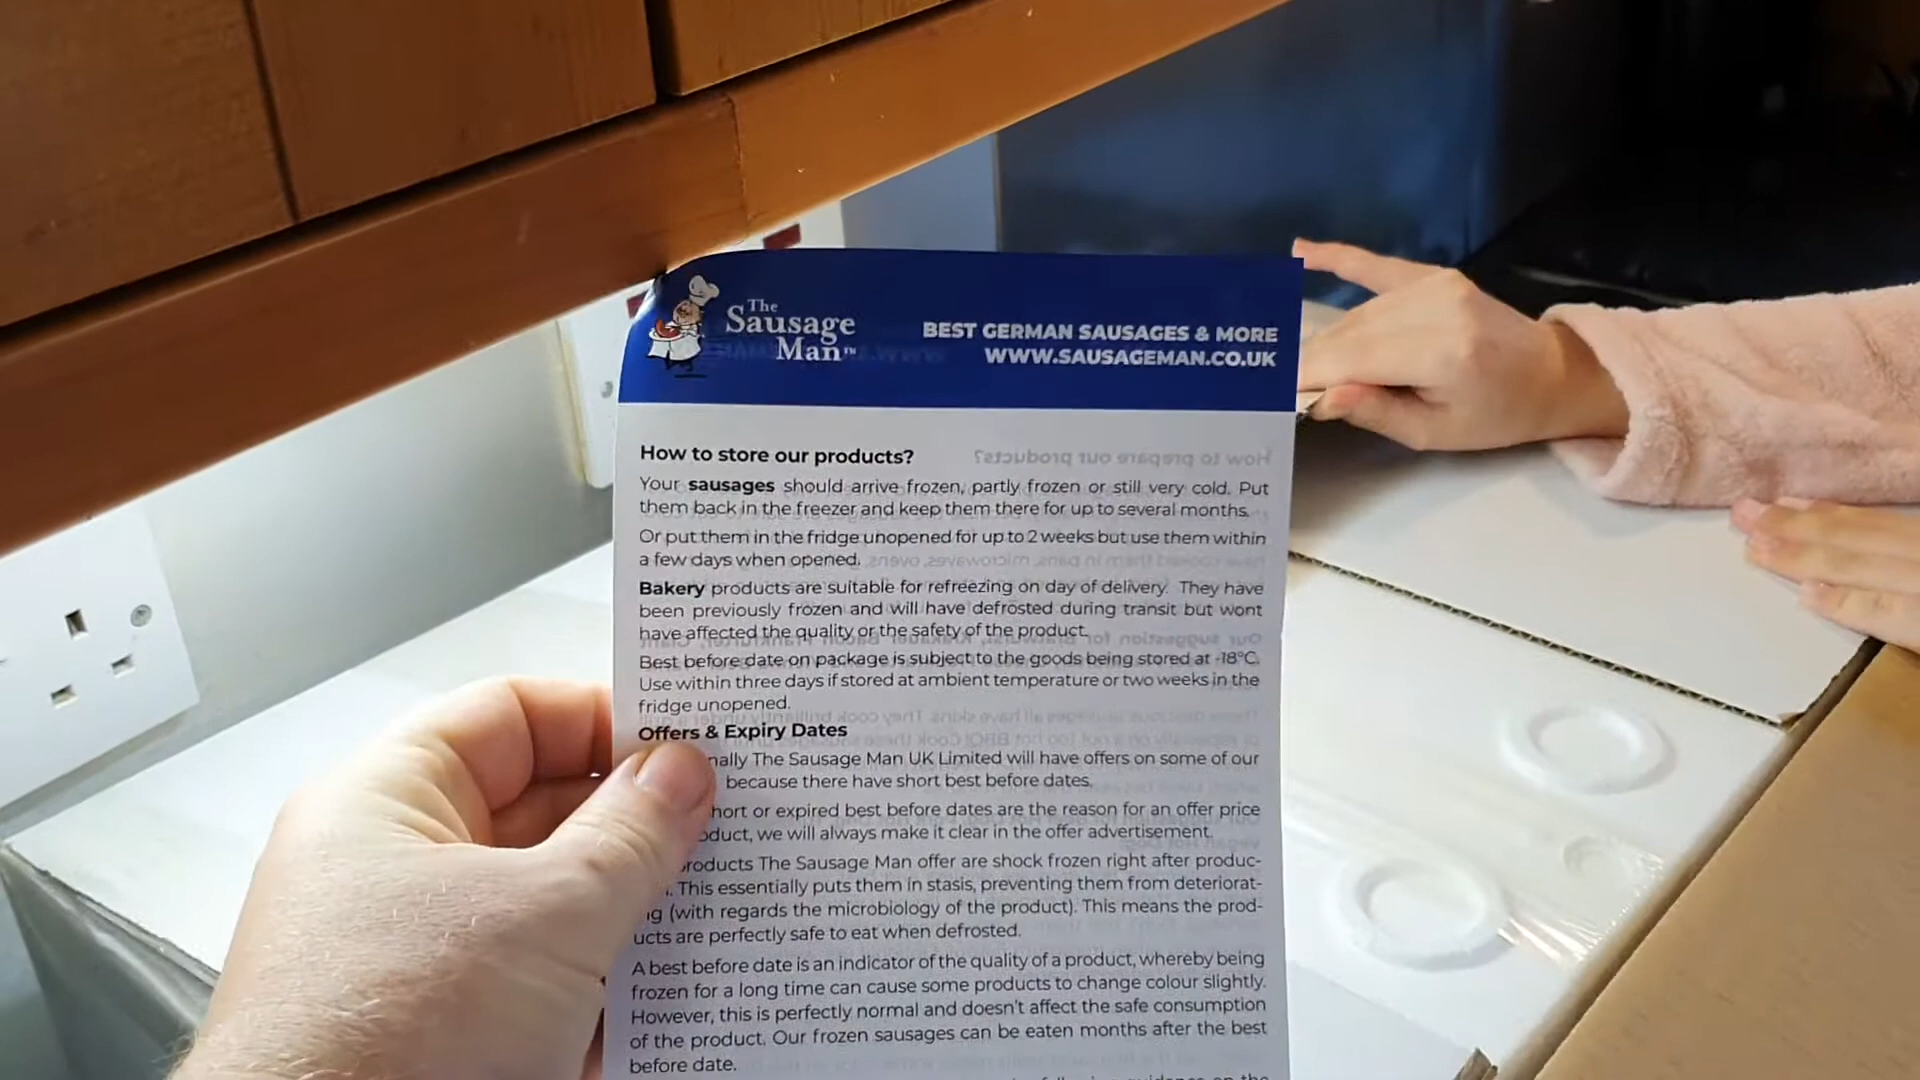 The
Sausage
Man™
BEST GERMAN SAUSAGES & MORE
WWW.SAUSAGEMAN.CO.UK
How to store our products?
Your sausages should arrive frozen, partly frozen or still very cold. Put
them back in the freezer and keep them there for up to several months.
Or put them in the fridge unopened for up to 2 weeks but use them within
a few days when opened.
Bakery products are suitable for refreezing on day of delivery. They have
been previously frozen and will have defrosted during transit but wont
have affected the quality or the safety of the product.
Best before date on package is subject to the goods being stored at -18°C.
Use within three days if stored at ambient temperature or two weeks in the
fridge unopened.
Offers & Expiry Dates
nally The Sausage Man UK Limited will have offers on some of our
because there have short best before dates.
hort or expired best before dates are the reason for an offer price
oduct, we will always make it clear in the offer advertisement.
products The Sausage Man offer are shock frozen right after produc-
. This essentially puts them in stasis, preventing them from deteriorat-
ng (with regards the microbiology of the product). This means the prod-
ucts are perfectly safe to eat when defrosted.
A best before date is an indicator of the quality of a product, whereby being
frozen for a long time can cause some products to change colour slightly.
However, this is perfectly normal and doesn't affect the safe consumption
of the product. Our frozen sausages can be eaten months after the best
before date.